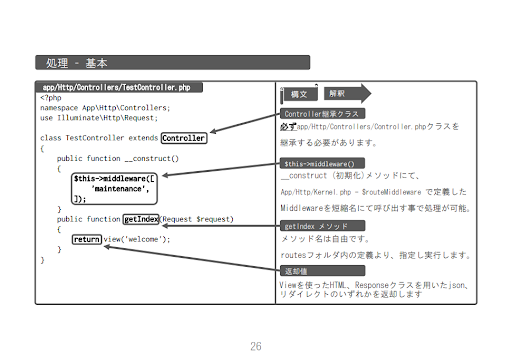 処理 - 基本
app/Http/Controllers/TestController.php
<?php
namespace App\Http\Controllers;
use Illuminate\Http\Request;
class TestController extends Controller
{
public function __construct()
{
$this->middleware([
'maintenance',
]);
}
public function getIndex(Request $request)
{
return view('welcome');
}
}
構文 解釈
Controller継承クラス
必ずapp/Http/Controllers/Controller.phpクラスを
継承する必要があります。
$this->middleware()
__construct (初期化)メソッドにて、
App/Http/Kernel.php - $routeMiddleware で定義した
Middlewareを短縮名にて呼び出す事で処理が可能。
getIndex メソッド
メソッド名は自由です。
routesフォルダ内の定義より、指定し実行します。
返却値
Viewを使ったHTML、Responseクラスを用いたjson、
リダイレクトのいずれかを返却します
26